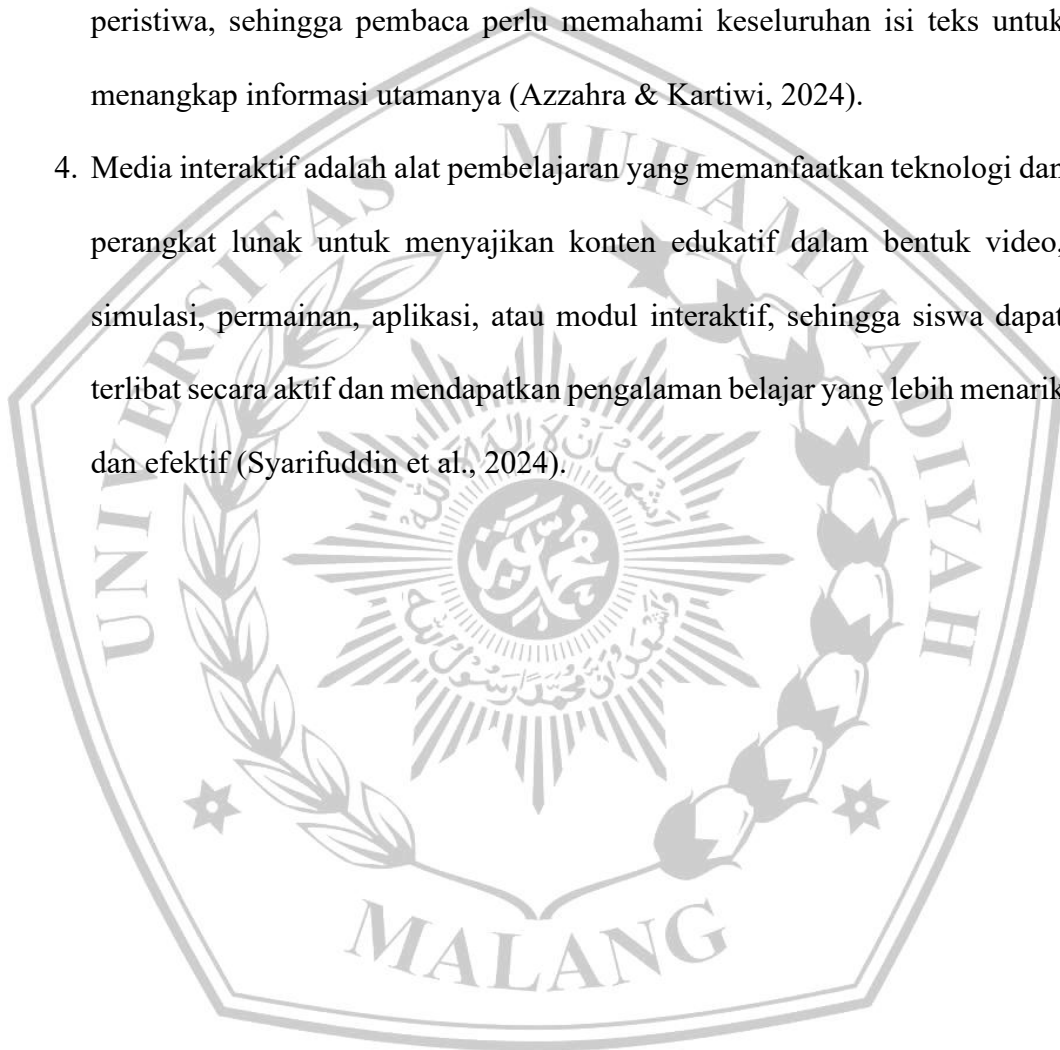 peristiwa, sehingga pembaca perlu memahami keseluruhan isi teks untuk
menangkap informasi utamanya (Azzahra & Kartiwi, 2024).
4. Media interaktif adalah alat pembelajaran yang memanfaatkan teknologi dan
perangkat lunak untuk menyajikan konten edukatif dalam bentuk video,
simulasi, permainan, aplikasi, atau modul interaktif, sehingga siswa dapat
terlibat secara aktif dan mendapatkan pengalaman belajar yang lebih menarik
dan efektif (Syarifuddin et al., 2024).
UNIVERSITAS MUHAMMADIYAH
MALANG